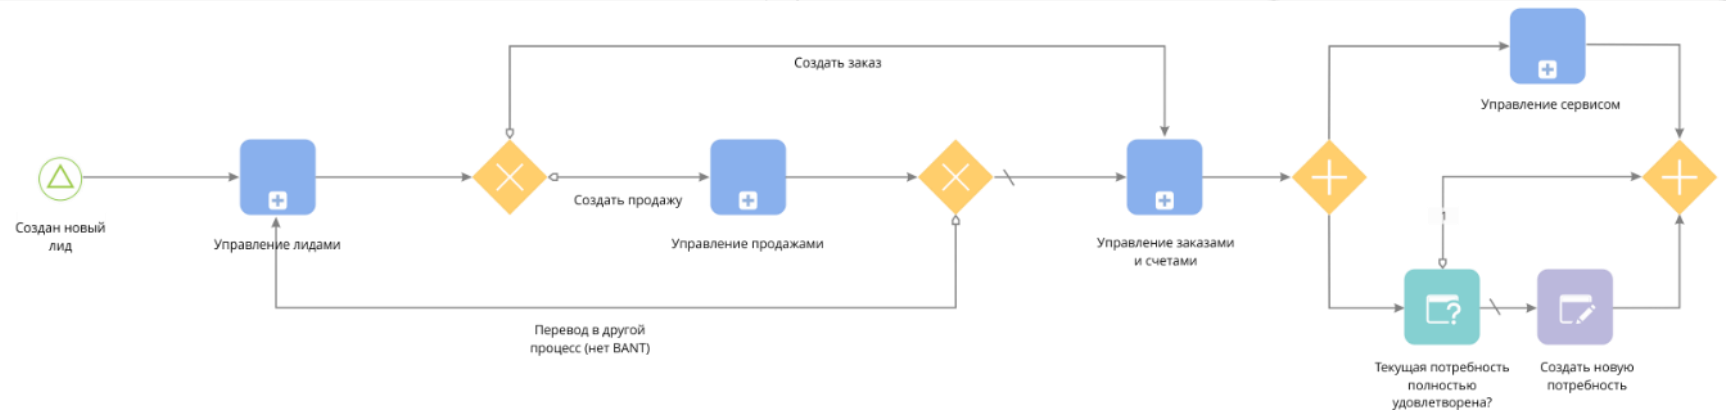 Создан новый
лид
Управление лидами
Создать заказ
Создать продажу
Управление продажами
Перевод в другой
процесс (нет BANT)
Управление заказами
и счетами
Управление сервисом
1
Текущая потребность
полностью
удовлетворена?
Создать новую
потребность